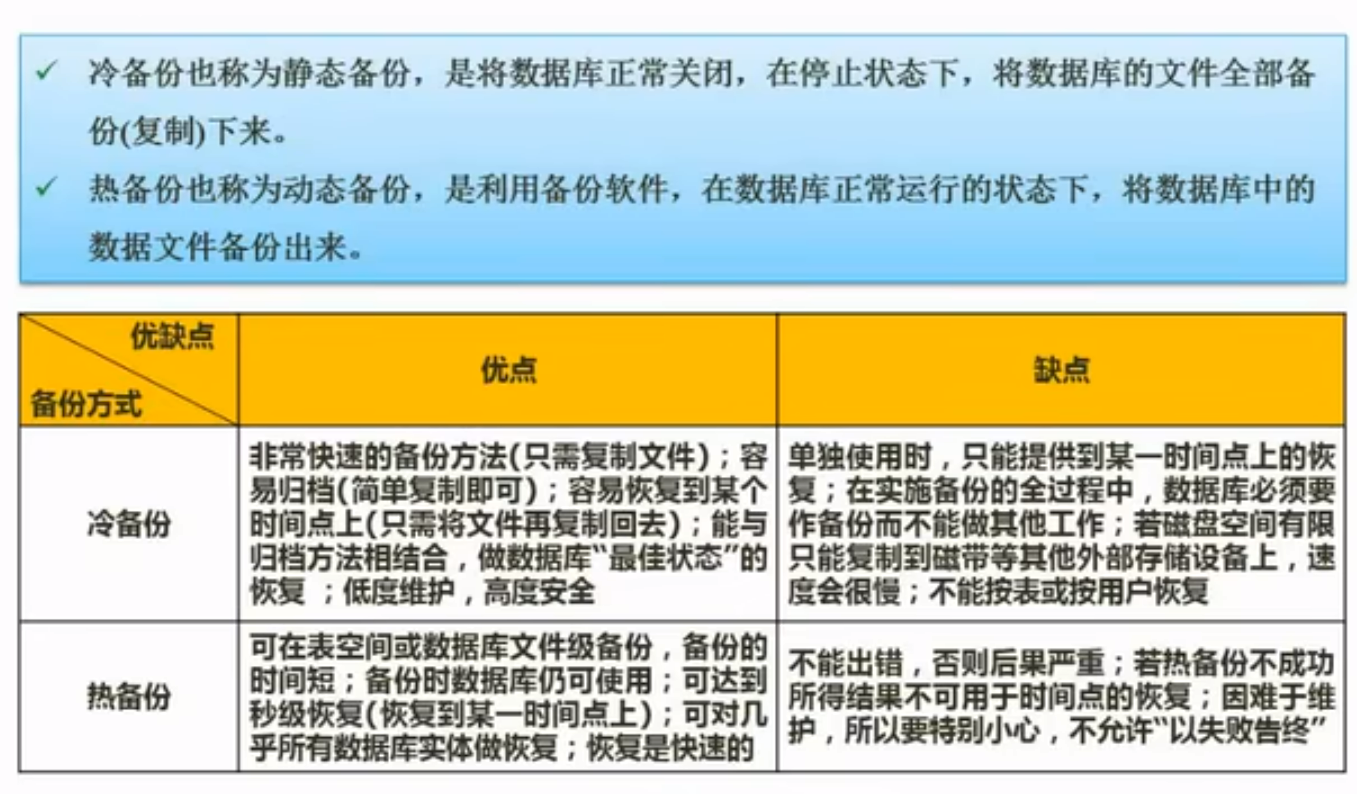 ✓ 冷备份也称为静态备份，是将数据库正常关闭，在停止状态下，将数据库的文件全部备
份(复制)下来。
✓ 热备份也称为动态备份，是利用备份软件，在数据库正常运行的状态下，将数据库中的
数据文件备份出来。
优缺点
备份方式
优点
缺点
冷备份
非常快速的备份方法(只需复制文件)；容
易归档(简单复制即可)；容易恢复到某个
时间点上(只需将文件再复制回去)；能与
归档方法相结合，做数据库“最佳状态”的
恢复 ；低度维护，高度安全
单独使用时，只能提供到某一时间点上的恢
复；在实施备份的全过程中，数据库必须要
作备份而不能做其他工作；若磁盘空间有限
只能复制到磁带等其他外部存储设备上，速
度会很慢；不能按表或按用户恢复
热备份
可在表空间或数据库文件级备份，备份的
时间短；备份时数据库仍可使用；可达到
秒级恢复(恢复到某一时间点上)；可对几
乎所有数据库实体做恢复；恢复是快速的
不能出错，否则后果严重；若热备份不成功
所得结果不可用于时间点的恢复；因难于维
护，所以要特别小心，不允许“以失败告终”